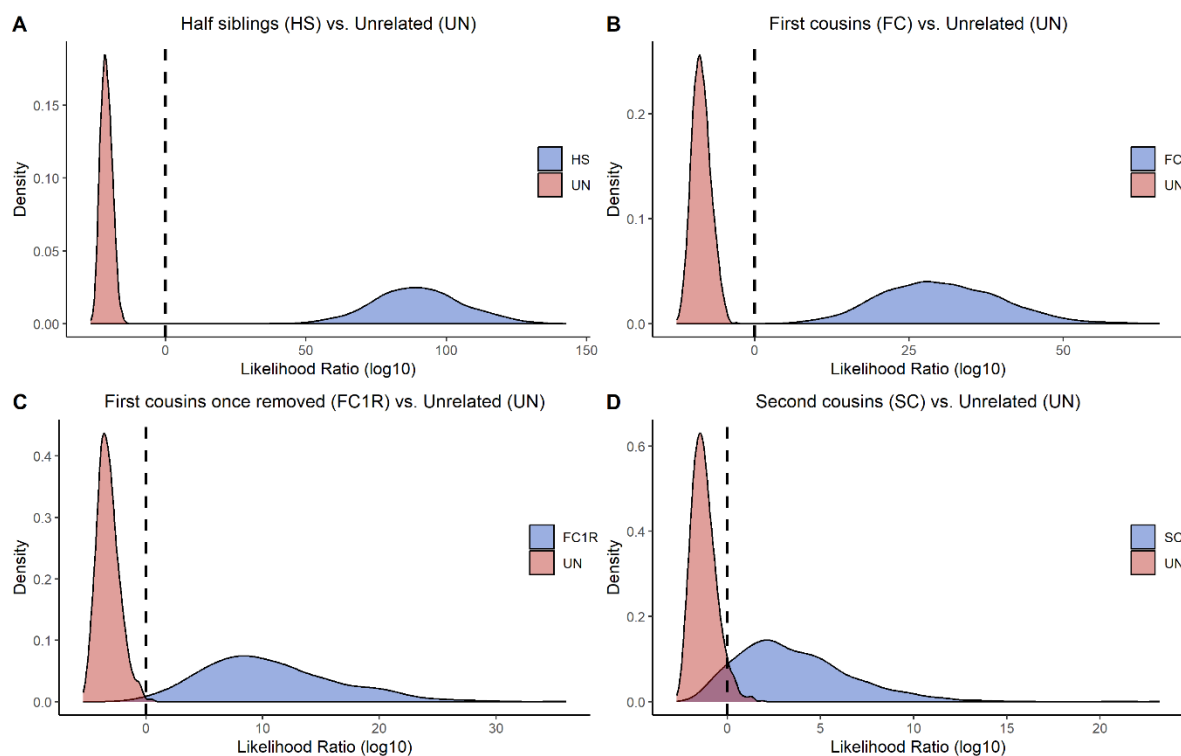 A
Half siblings (HS) vs. Unrelated (UN)
Density
0.15
0.10
0.05
0.00
HS
UN
0
50
100
150
Likelihood Ratio (log10)
B
First cousins (FC) vs. Unrelated (UN)
Density
0.2
0.1
0.0
FC
UN
0
25
50
Likelihood Ratio (log10)
C
First cousins once removed (FC1R) vs. Unrelated (UN)
Density
0.4
0.3
0.2
0.1
0.0
FC1R
UN
0
10
20
30
Likelihood Ratio (log10)
D
Second cousins (SC) vs. Unrelated (UN)
Density
0.6
0.4
0.2
0.0
SC
UN
0
5
10
15
20
Likelihood Ratio (log10)